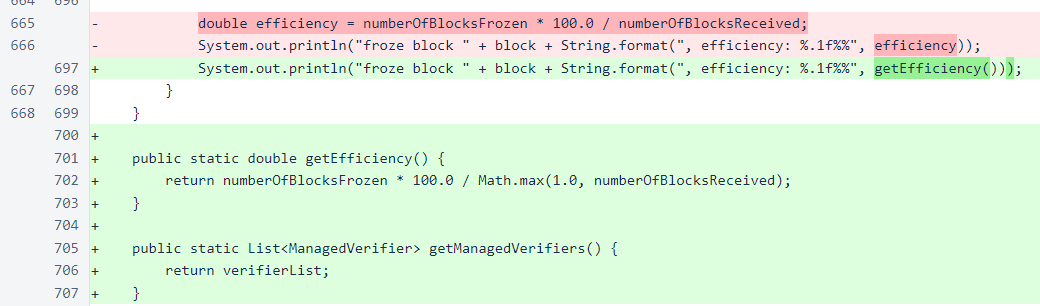 664 696
665 - double efficiency = numberOfBlocksFrozen * 100.0 / numberOfBlocksReceived;
666 - System.out.println("froze block " + block + String.format(", efficiency: %.1f%%", efficiency));
697 + System.out.println("froze block " + block + String.format(", efficiency: %.1f%%", getEfficiency()));
667 698 }
668 699 }
700 +
701 + public static double getEfficiency() {
702 + return numberOfBlocksFrozen * 100.0 / Math.max(1.0, numberOfBlocksReceived);
703 + }
704 +
705 + public static List<ManagedVerifier> getManagedVerifiers() {
706 + return verifierList;
707 + }